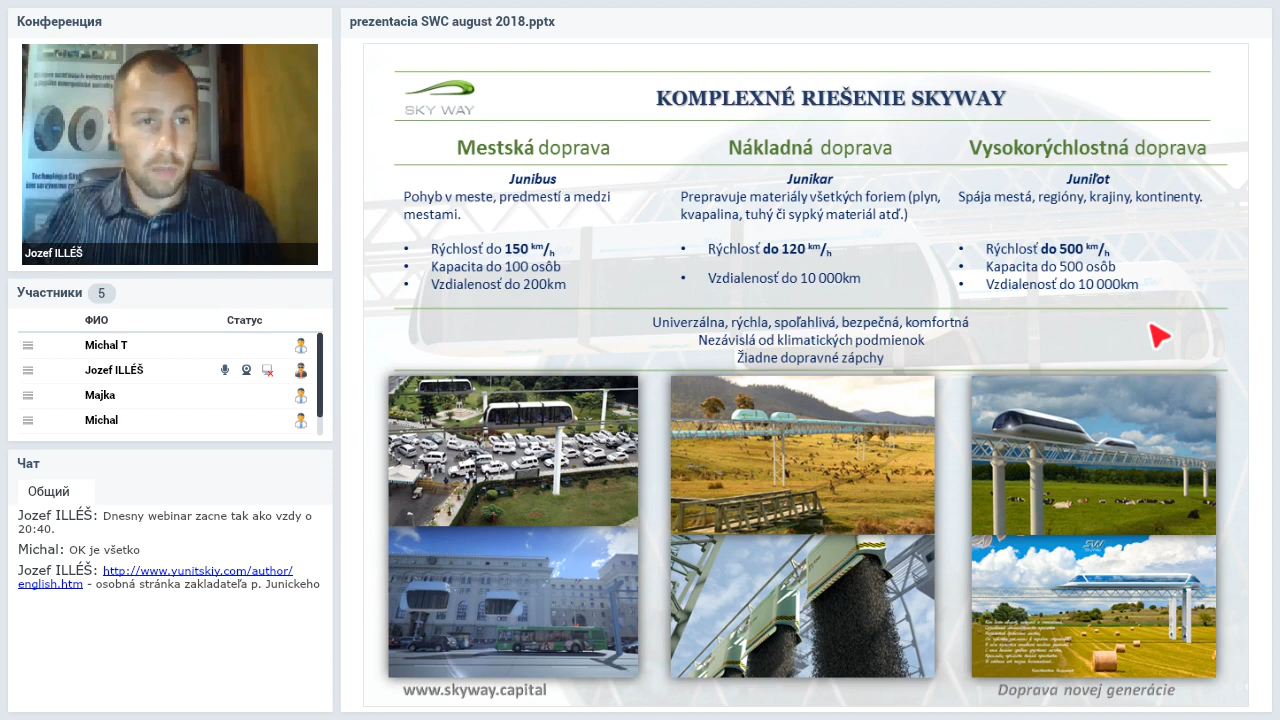 Конференция
Jozef ILLÉŠ
Участники 5
ФИО Статус
Michal T
Jozef ILLÉŠ
Majka
Michal
Чат
Общий
Jozef ILLÉŠ: Dnesny webinar zacne tak ako vzdy o
20:40.
Michal: OK je všetko
Jozef ILLÉŠ: http://www.yunitskiy.com/author/
english.htm - osobná stránka zakladateľa p. Junickeho
prezentacia SWC august 2018.pptx
SKY WAY
KOMPLEXNÉ RIEŠENIE SKYWAY
Mestská doprava
Junibus
Pohyb v meste, predmestí a medzi
mestami.
• Rýchlosť do 150 km/h
• Kapacita do 100 osôb
• Vzdialenosť do 200km
Nákladná doprava
Junikar
Prepravuje materiály všetkých foriem (plyn,
kvapalina, tuhý či sypký materiál atď.)
• Rýchlosť do 120 km/h
• Vzdialenosť do 10 000km
Vysokorýchlostná doprava
Juniľot
Spája mestá, regióny, krajiny, kontinenty.
• Rýchlosť do 500 km/h
• Kapacita do 500 osôb
• Vzdialenosť do 10 000km
Univerzálna, rýchla, spoľahlivá, bezpečná, komfortná
Nezávislá od klimatických podmienok
Žiadne dopravné zápchy
www.skyway.capital
Doprava novej generácie